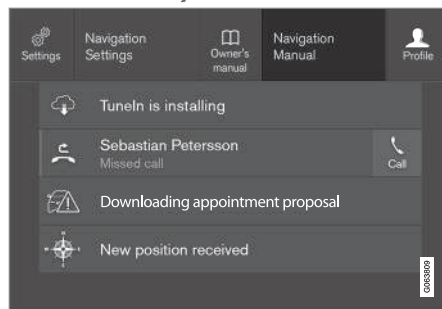 Settings
Navigation
Settings
Owner's
manual
Navigation
Manual
Profile
TuneIn is installing
Sebastian Petersson
Missed call
Call
Downloading appointment proposal
New position received
G063809